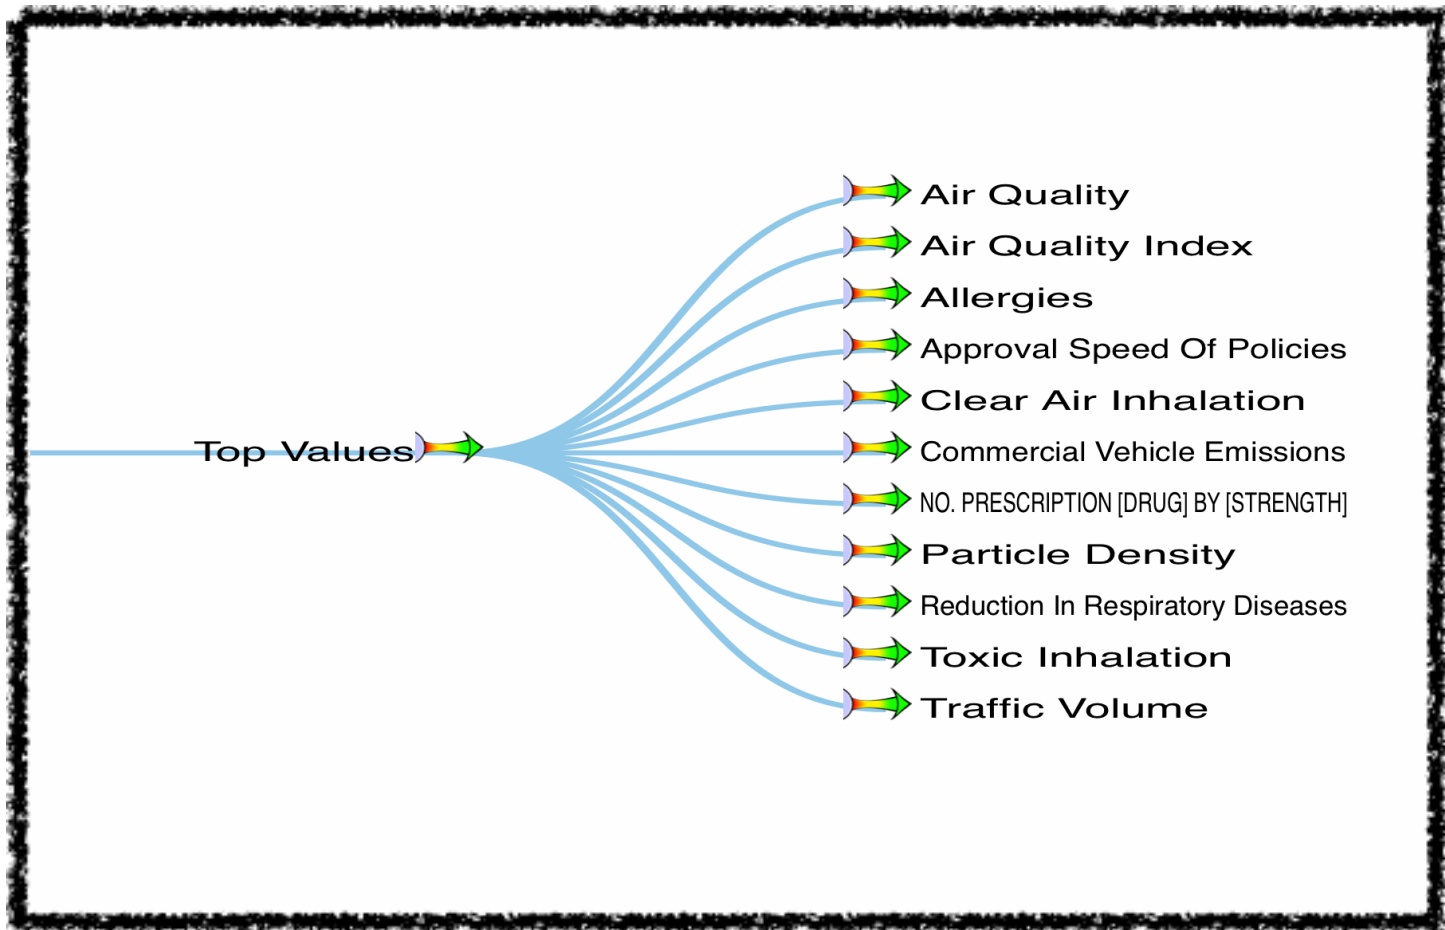 Top Values
Air Quality
Air Quality Index
Allergies
Approval Speed Of Policies
Clear Air Inhalation
Commercial Vehicle Emissions
NO. PRESCRIPTION [DRUG] BY [STRENGTH]
Particle Density
Reduction In Respiratory Diseases
Toxic Inhalation
Traffic Volume